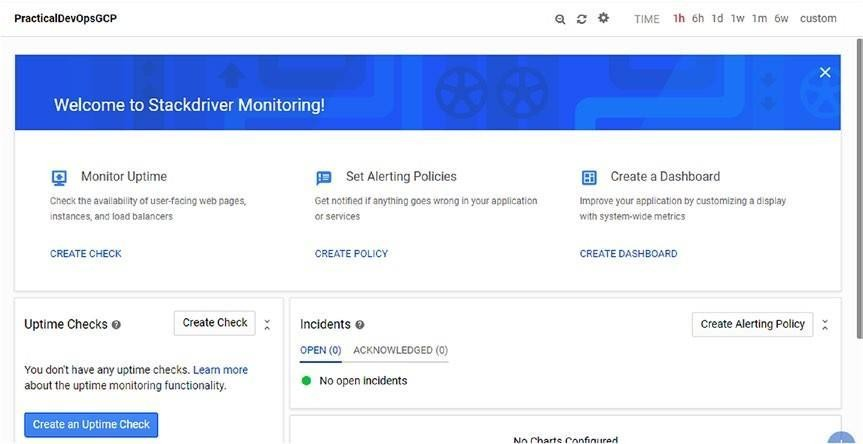 PracticalDevOpsGCP
TIME 1h 6h 1d 1w 1m 6w custom
Welcome to Stackdriver Monitoring!
Monitor Uptime
Check the availability of user-facing web pages,
instances, and load balancers
CREATE CHECK
Set Alerting Policies
Get notified if anything goes wrong in your application
or services
CREATE POLICY
Create a Dashboard
Improve your application by customizing a display
with system-wide metrics
CREATE DASHBOARD
Uptime Checks
Create Check
You don't have any uptime checks. Learn more
about the uptime monitoring functionality.
Create an Uptime Check
Incidents
Create Alerting Policy
OPEN (0) ACKNOWLEDGED (0)
No open incidents
No Charts Configured